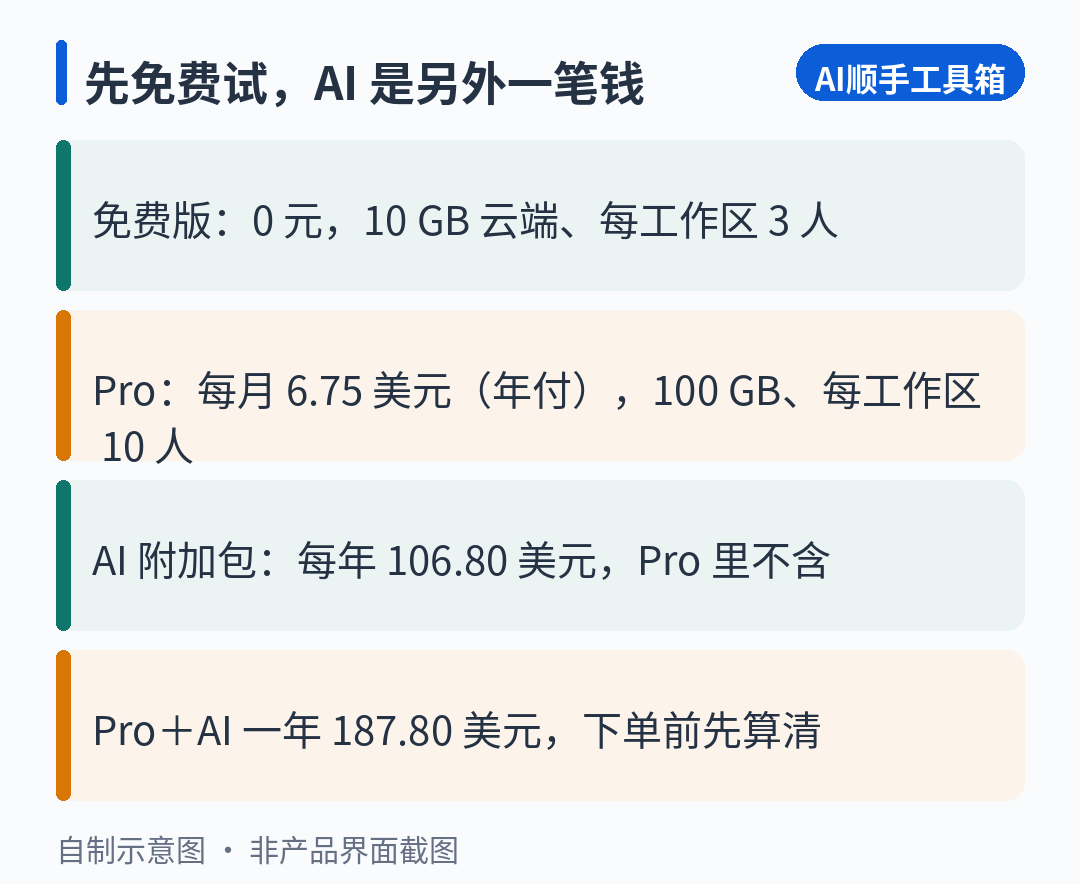 先免费试，AI 是另外一笔钱
AI顺手工具箱
免费版：0 元，10 GB 云端、每工作区 3 人
Pro：每月 6.75 美元（年付），100 GB、每工作区
10 人
AI 附加包：每年 106.80 美元，Pro 里不含
Pro＋AI 一年 187.80 美元，下单前先算清
自制示意图 · 非产品界面截图